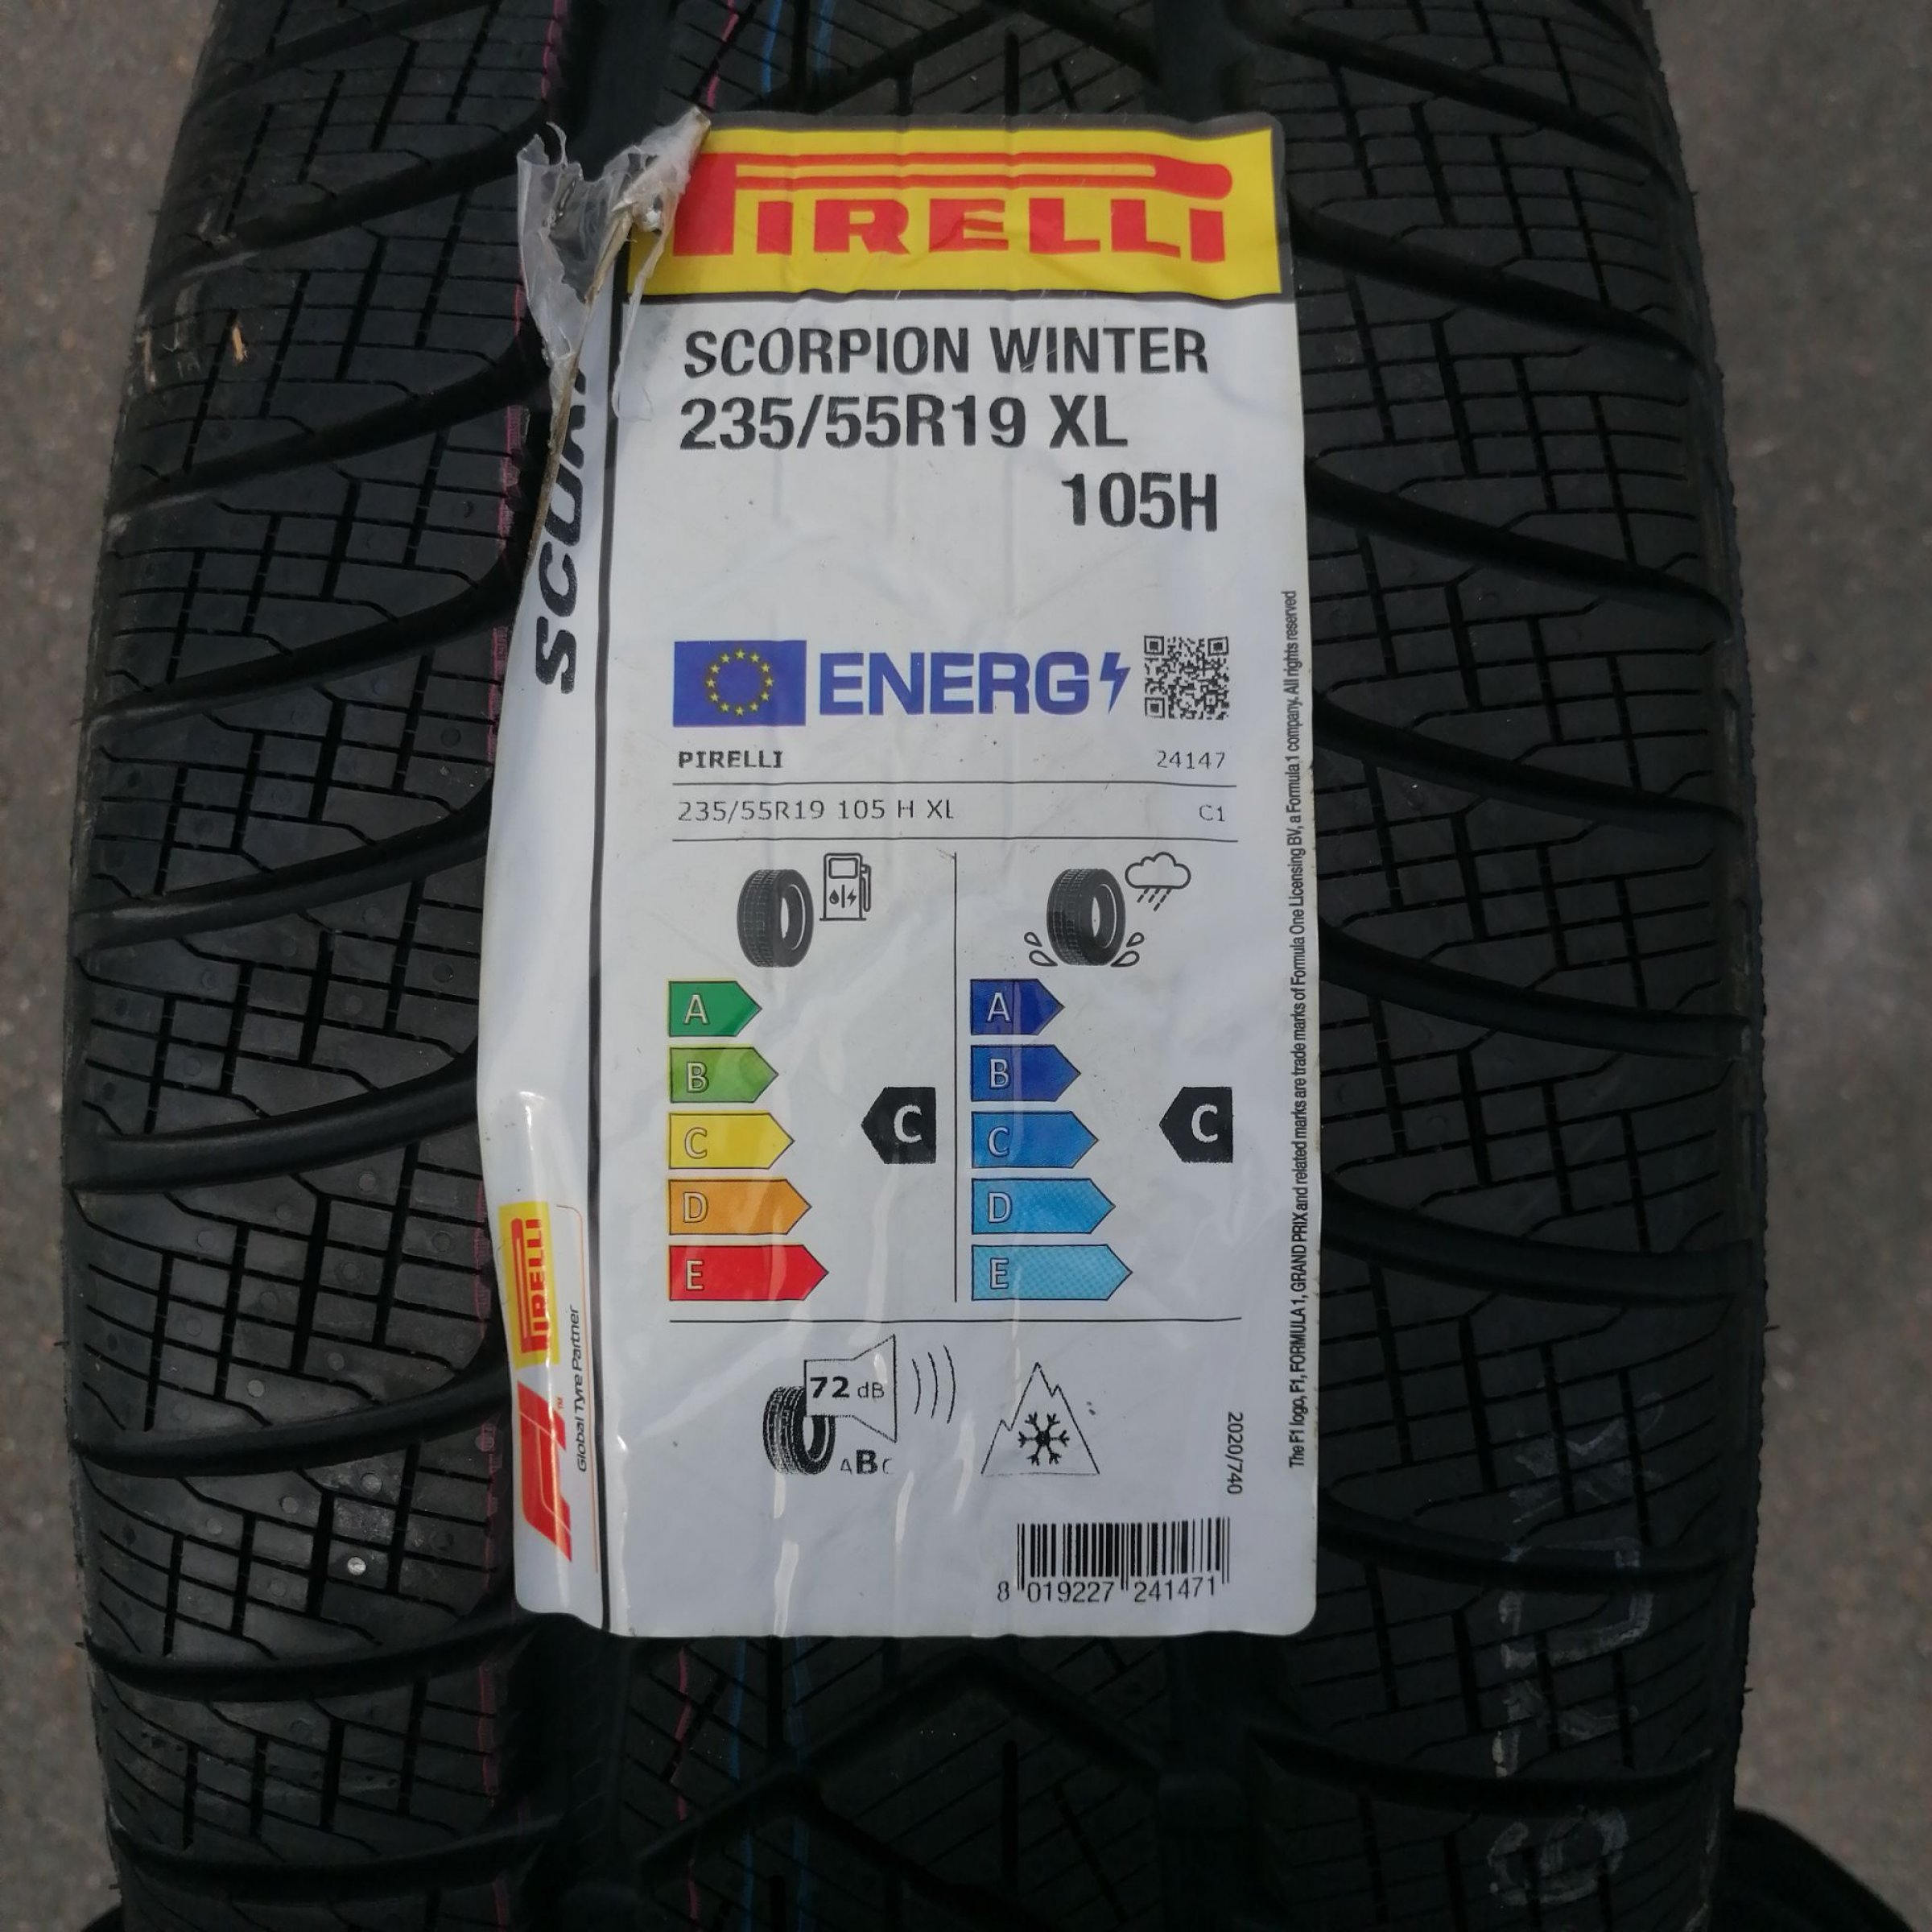 PIRELLI
SCORPION WINTER
235/55R19 XL
105H
ENERG
PIRELLI 24147
235/55R19 105 H XL C1
A A
B B
C C C C
D D
E E
72 dB
ABC
2020/740
8 019227 241471
The F1 logo, F1, FORMULA 1, GRAND PRIX and related marks are trade marks of Formula One Licensing BV, a Formula 1 company. All rights reserved
PIRELLI
F1™
Global Tyre Partner